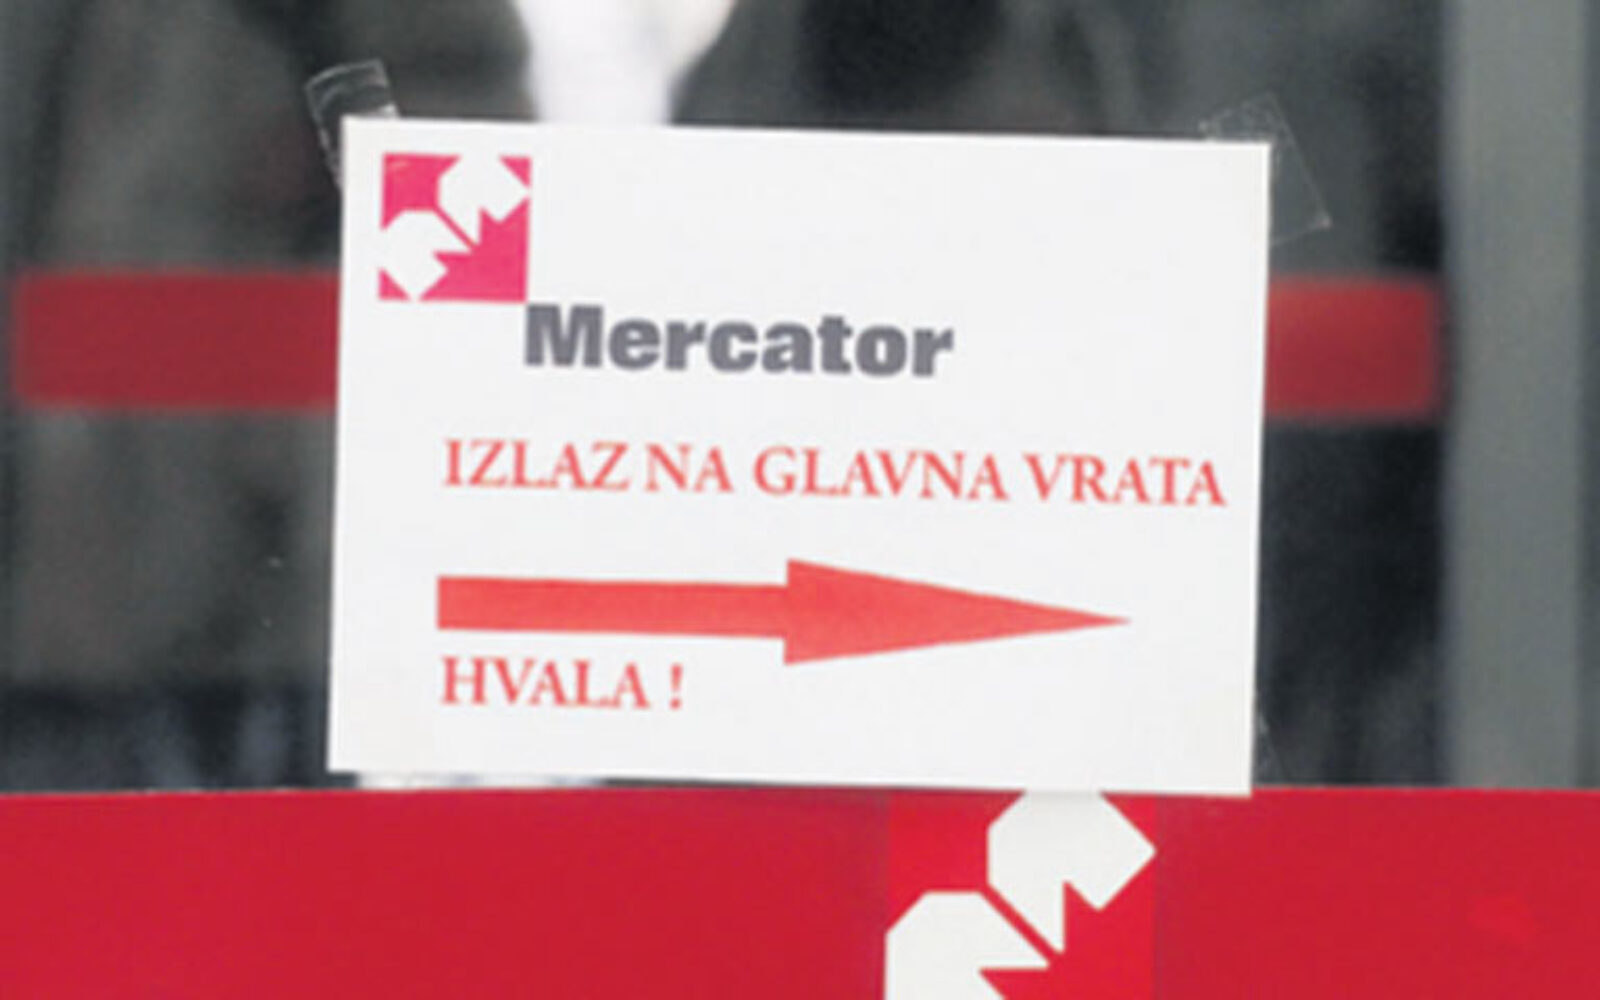 Mercator
IZLAZ NA GLAVNA VRATA
HVALA !